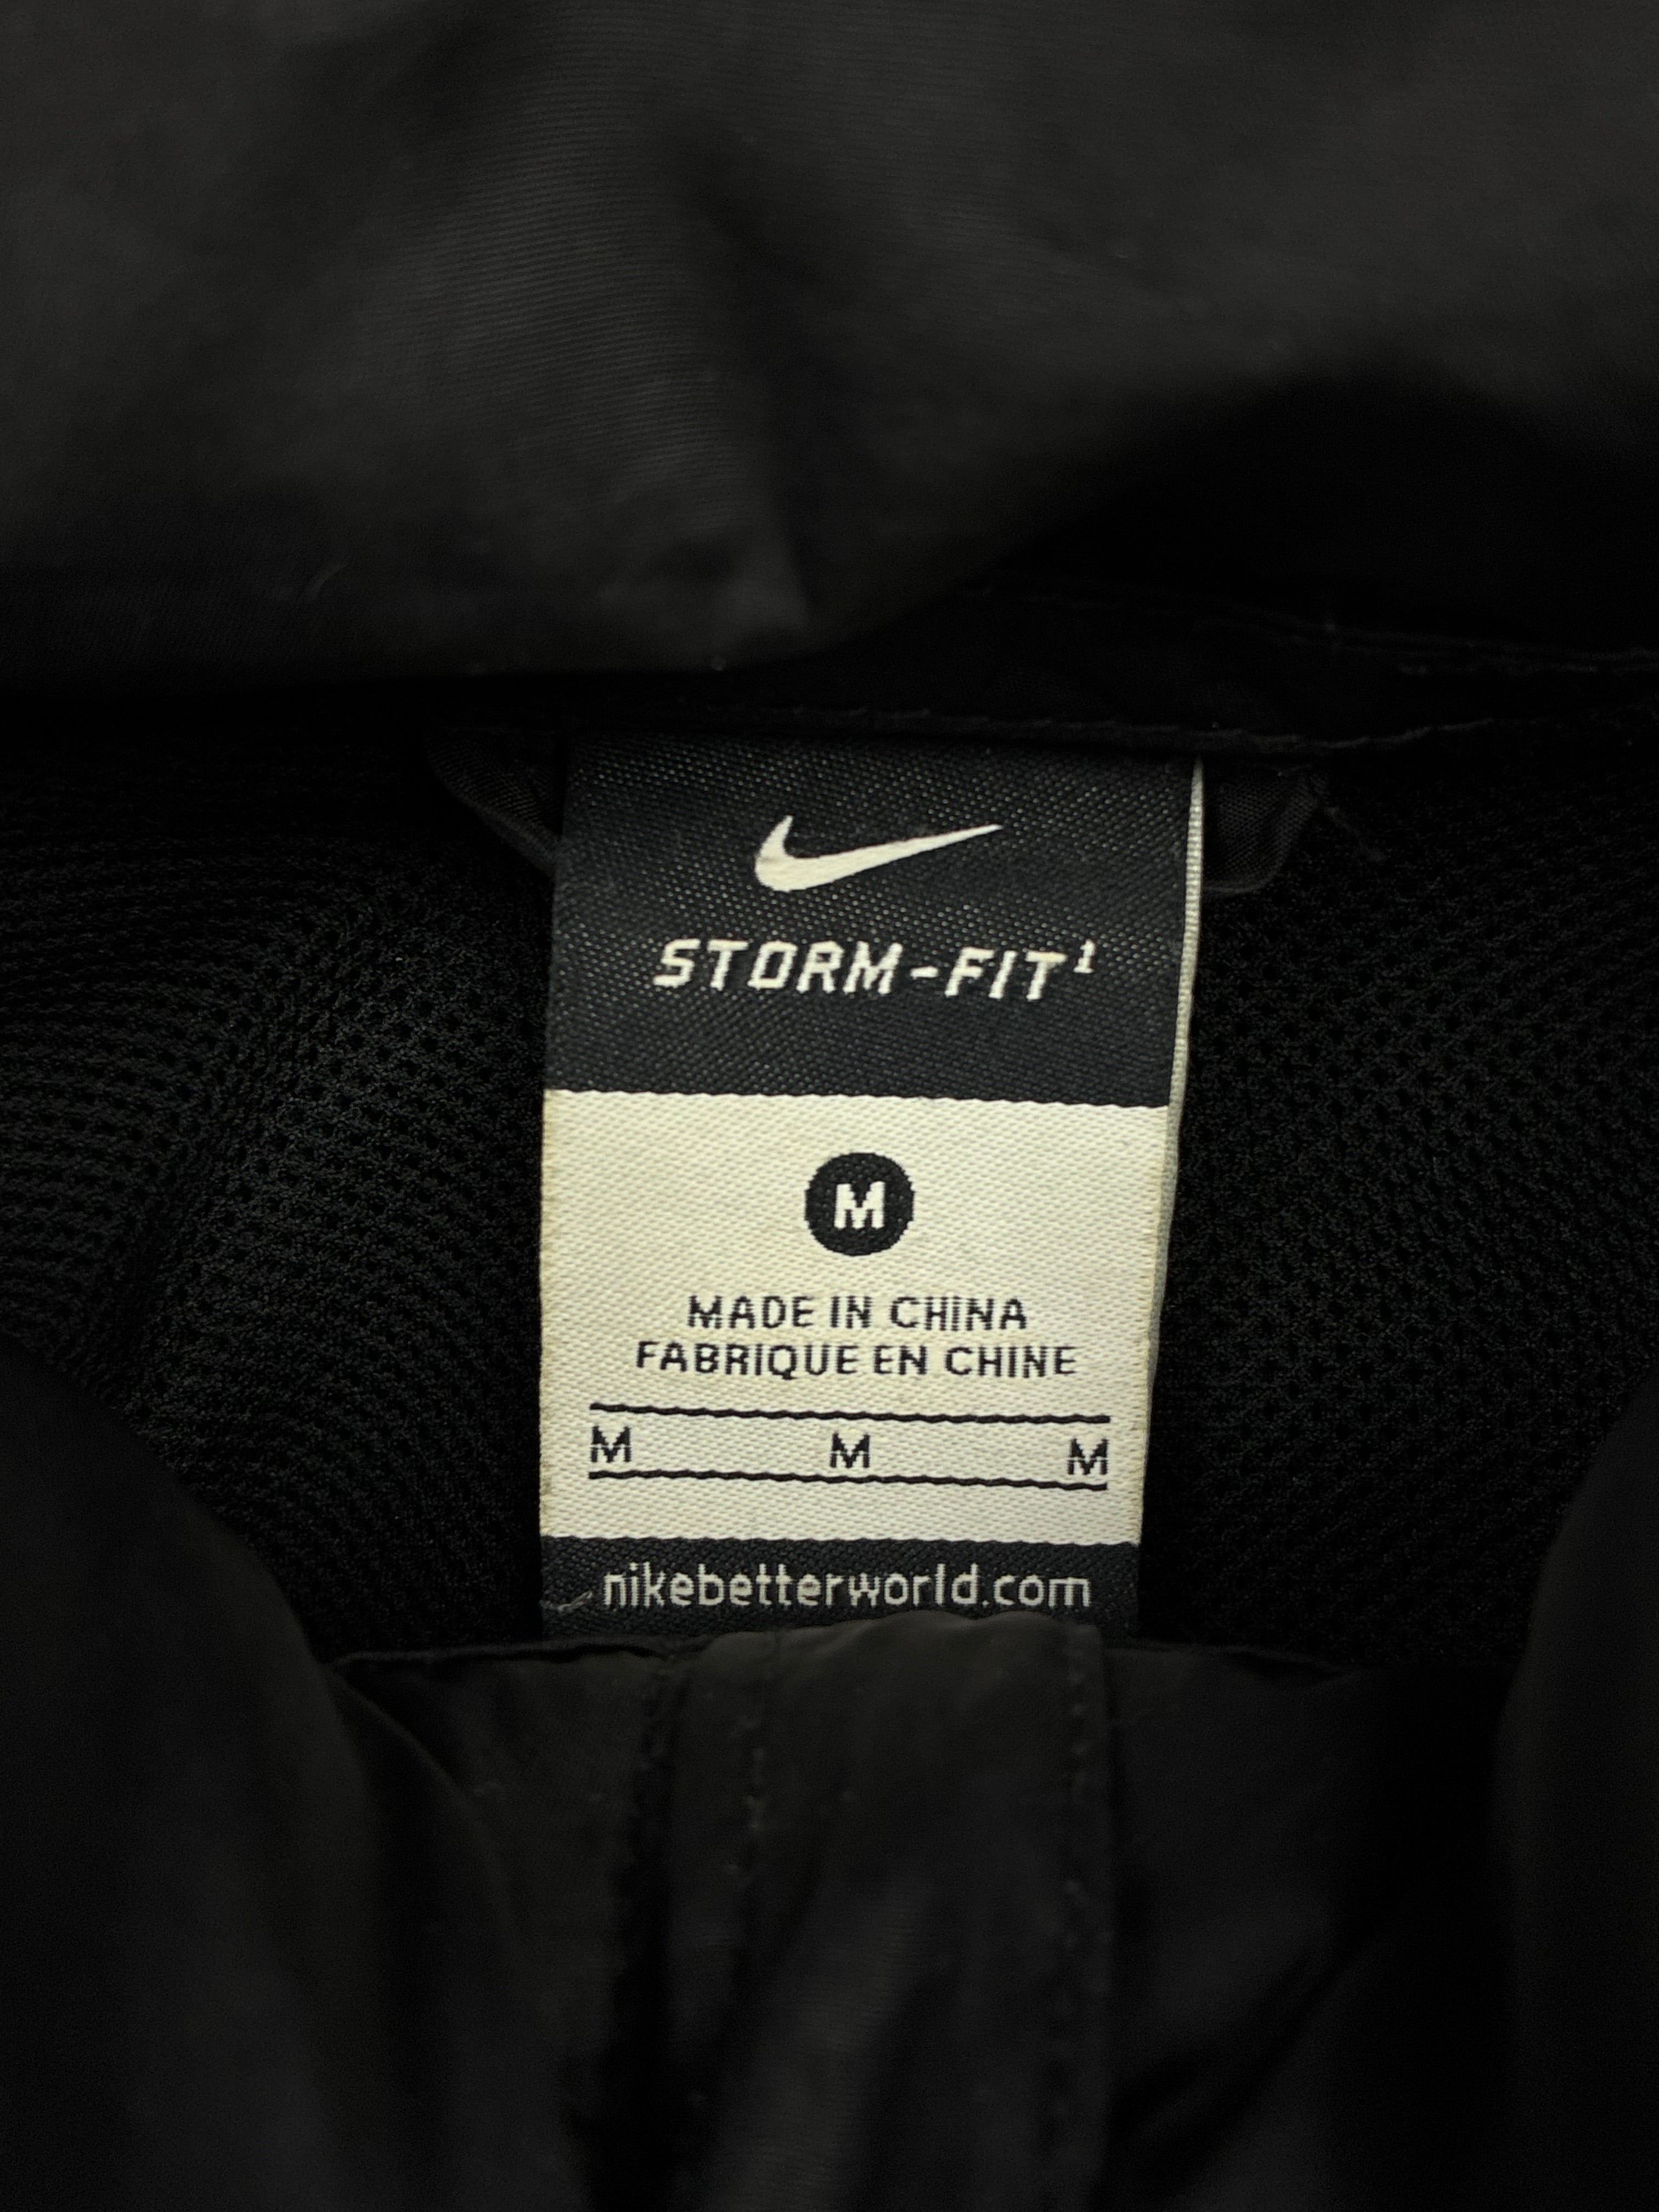 STORM-FIT¹
M
MADE IN CHINA
FABRIQUE EN CHINE
M M M
nikebetterworld.com